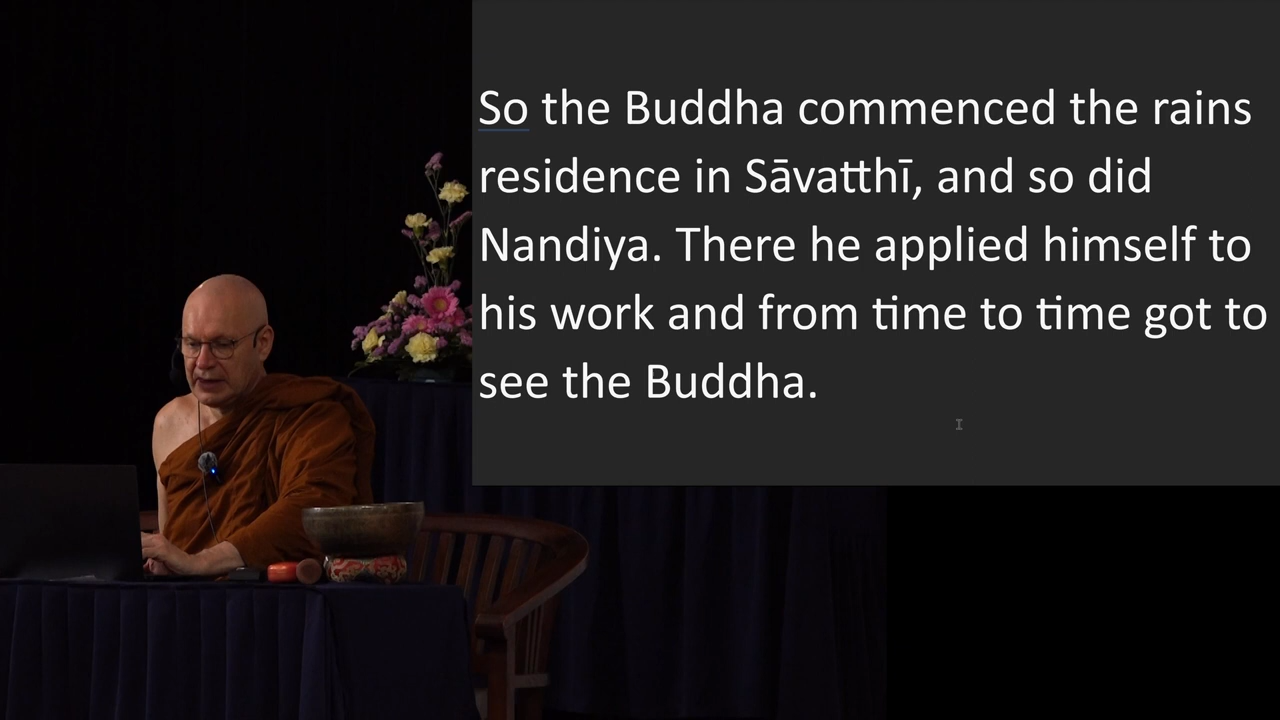 So the Buddha commenced the rains
residence in Sāvatthī, and so did
Nandiya. There he applied himself to
his work and from time to time got to
see the Buddha.